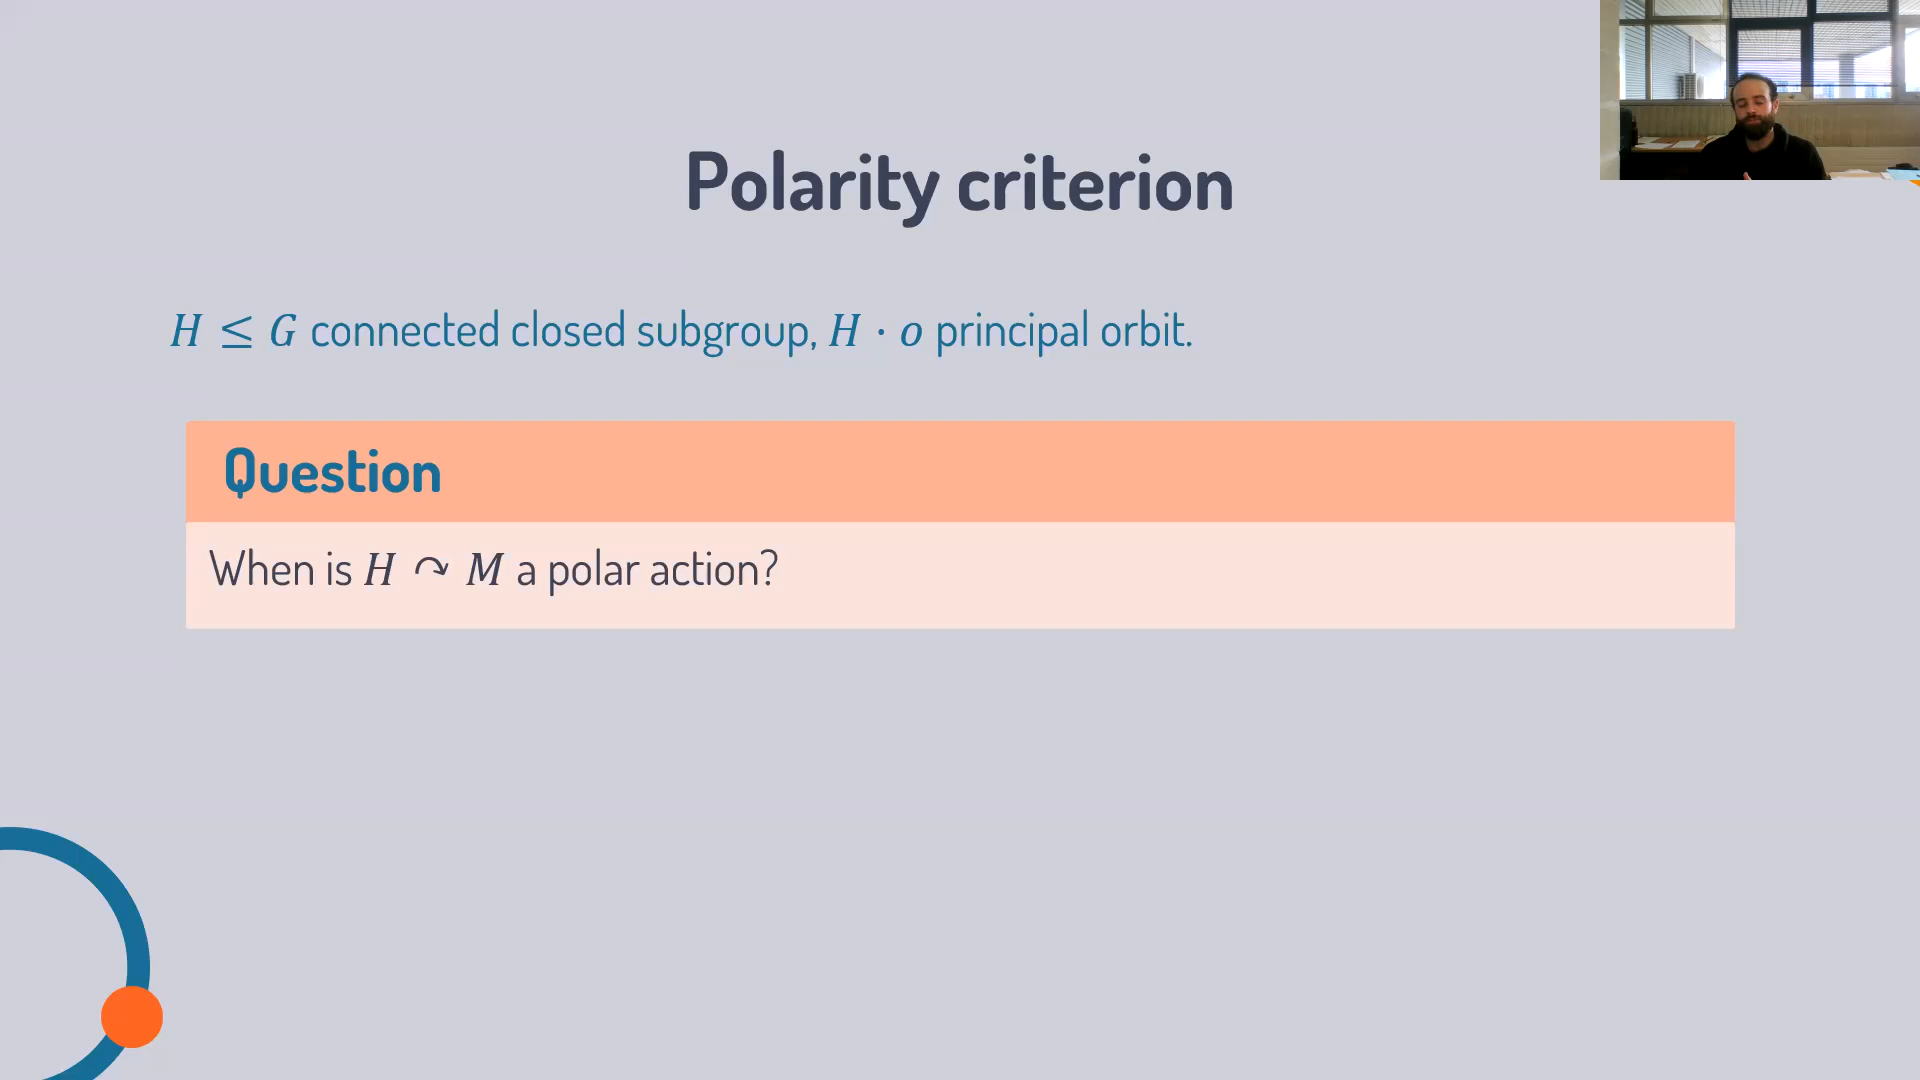 Polarity criterion
H ≤ G connected closed subgroup, H · o principal orbit.
Question
When is H ↷ M a polar action?